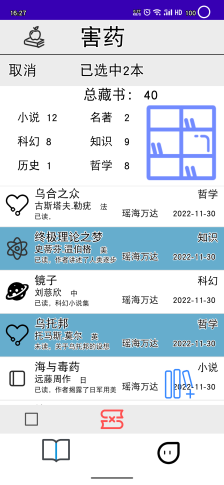 16:27 HD 100
害药
取消 已选中2本
总藏书: 40
小说 12 名著 2
科幻 8 知识 9
历史 1 哲学 8
乌合之众 哲学
古斯塔夫.勒庞 法
已读, 瑶海万达 2022-11-30
终极理论之梦 知识
史蒂芬.温伯格 美
已读, 作者讲述了人类逐步 瑶海万达 2022-11-30
镜子 科幻
刘慈欣 中
已读, 科幻小说集 瑶海万达 2022-11-30
乌托邦 哲学
托马斯.莫尔 英
未读, 瑶海万达 2022-11-30
海与毒药 小说
远藤周作 日
已读, 作者揭露了日军用美 瑶海万达 2022-11-30